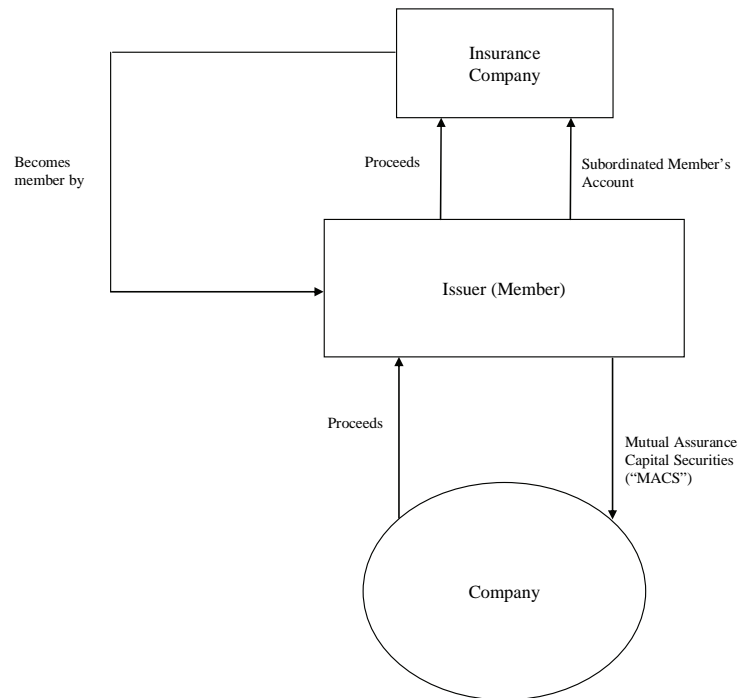 Insurance
Company
Becomes
member by
Proceeds
Subordinated Member’s
Account
Issuer (Member)
Proceeds
Mutual Assurance
Capital Securities
(“MACS”)
Company